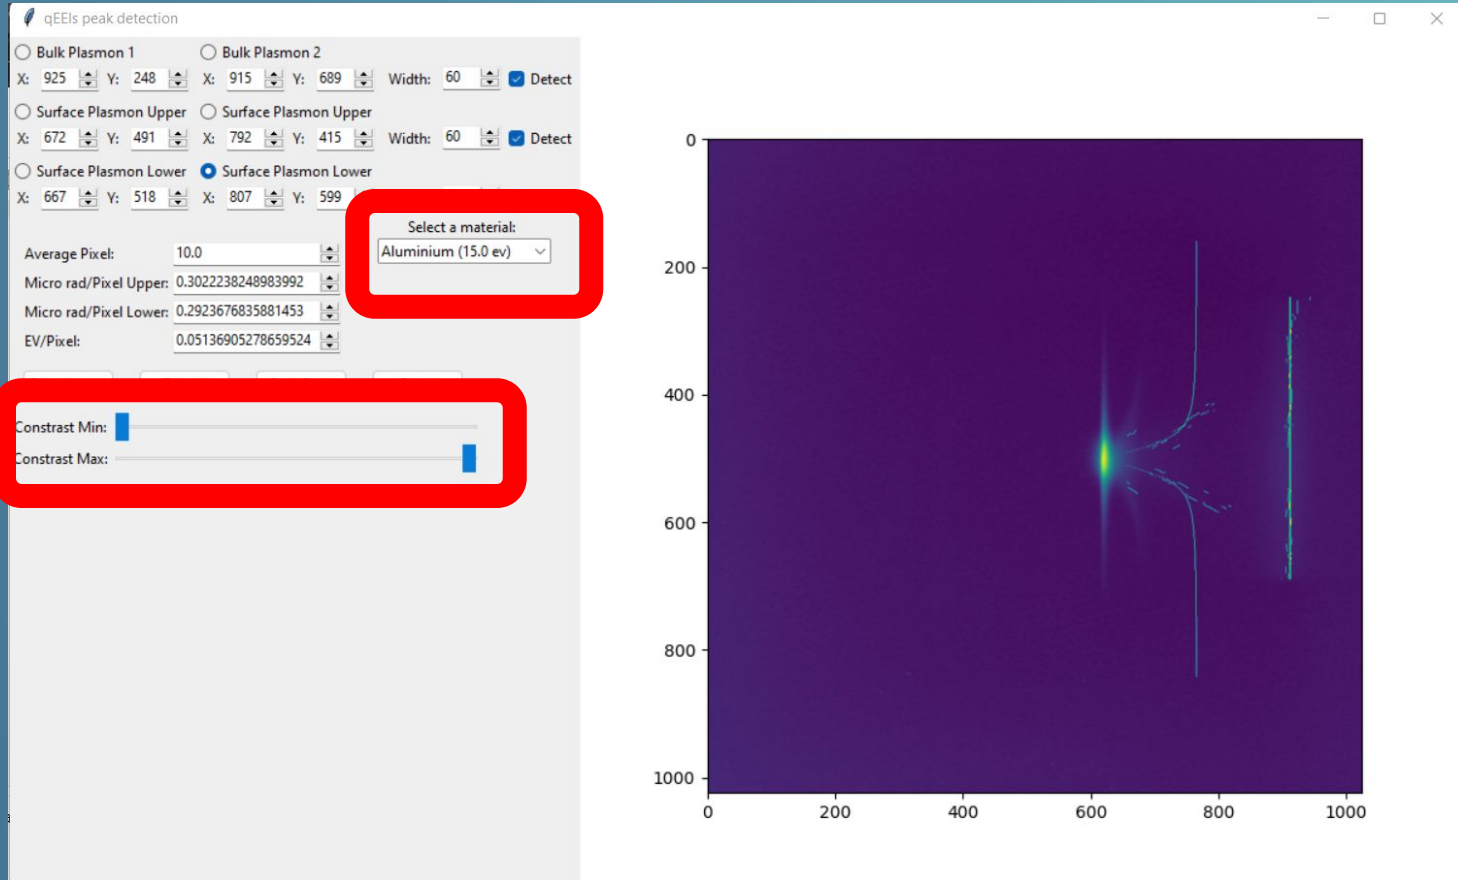 qEEls peak detection
Bulk Plasmon 1 Bulk Plasmon 2
X: 925 Y: 248 X: 915 Y: 689 Width: 60 Detect
Surface Plasmon Upper Surface Plasmon Upper
X: 672 Y: 491 X: 792 Y: 415 Width: 60 Detect
Surface Plasmon Lower Surface Plasmon Lower
X: 667 Y: 518 X: 807 Y: 599
Select a material:
Aluminium (15.0 ev)
Average Pixel: 10.0
Micro rad/Pixel Upper: 0.3022238248983992
Micro rad/Pixel Lower: 0.2923676835881453
EV/Pixel: 0.05136905278659524
Constrast Min:
Constrast Max:
0
200
400
600
800
1000
0 200 400 600 800 1000